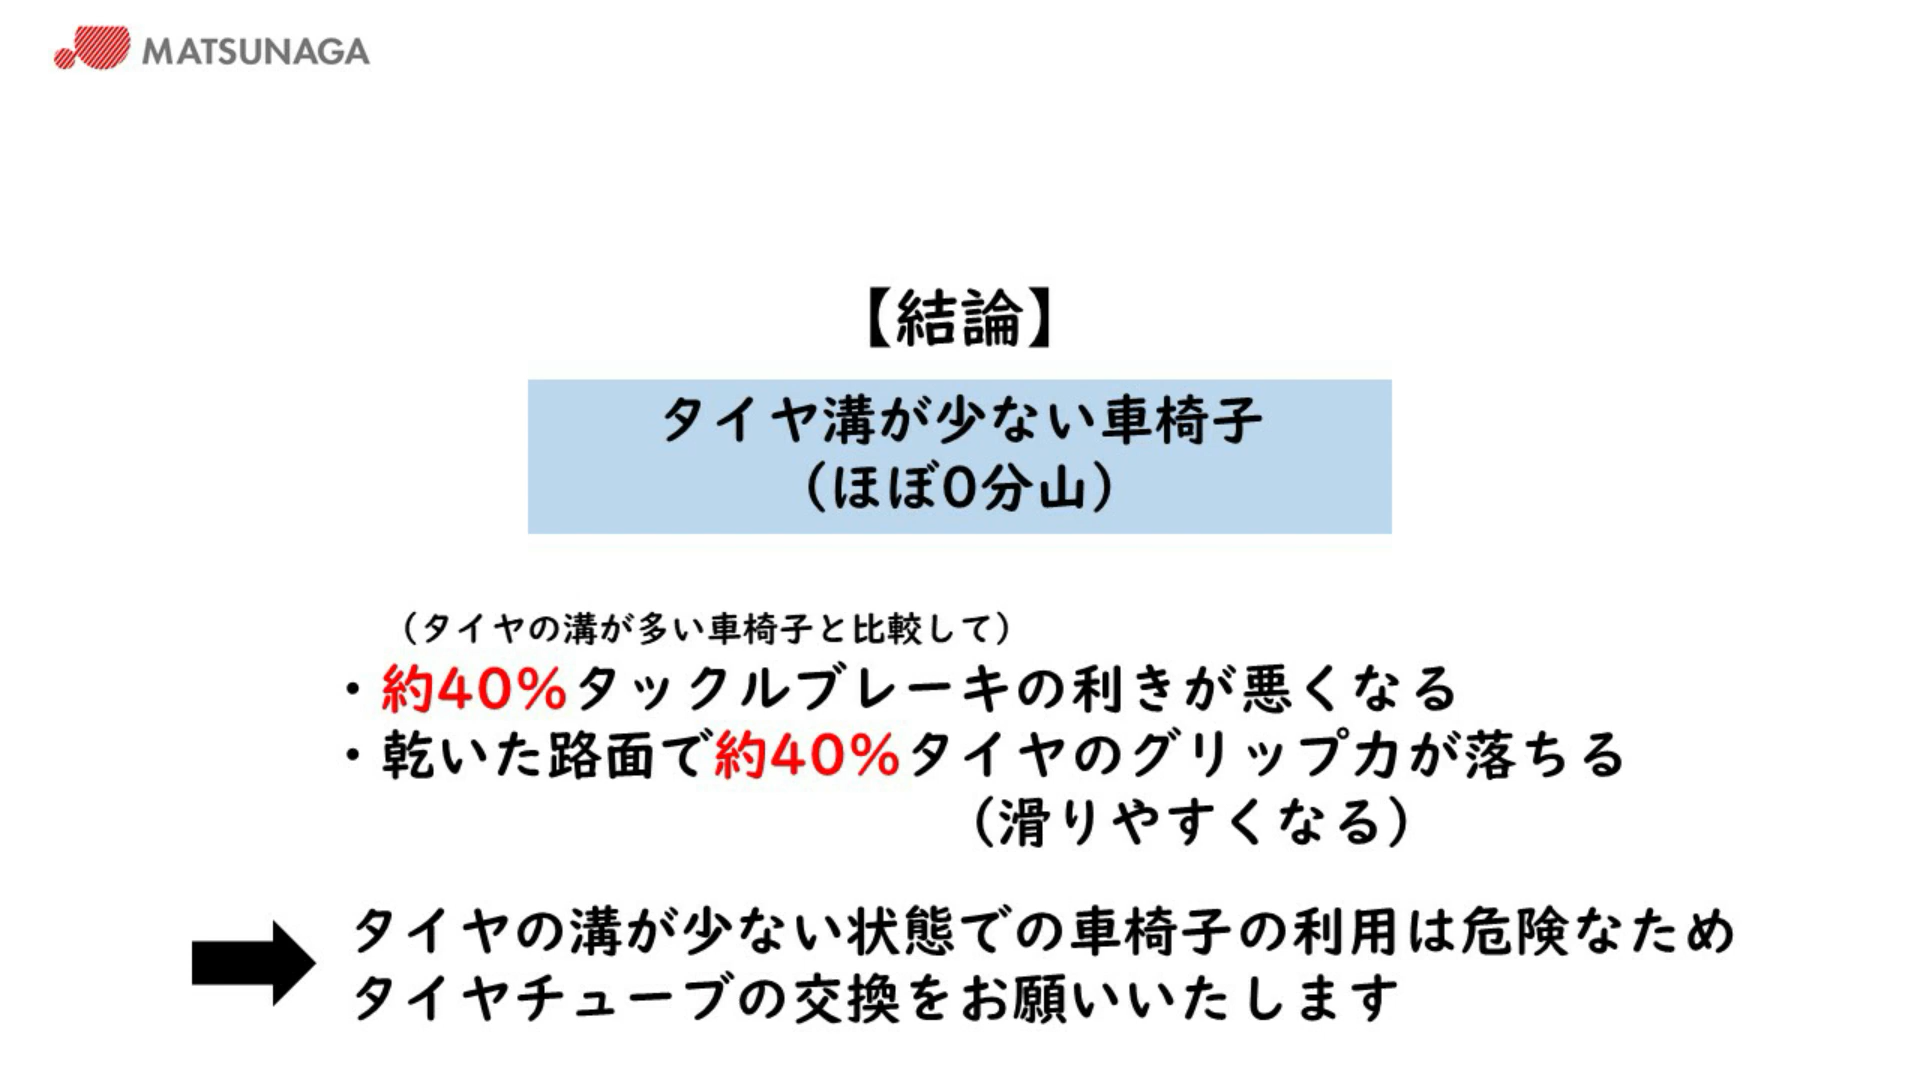 MATSUNAGA
【結論】
タイヤ溝が少ない車椅子
(ほぼ0分山)
(タイヤの溝が多い車椅子と比較して)
・約40%タックルブレーキの利きが悪くなる
・乾いた路面で約40%タイヤのグリップ力が落ちる
(滑りやすくなる)
タイヤの溝が少ない状態での車椅子の利用は危険なため
タイヤチューブの交換をお願いいたします